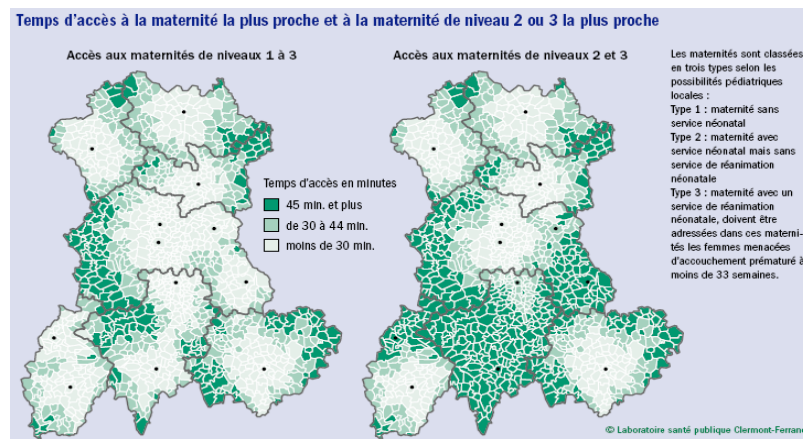 Temps d'accès à la maternité la plus proche et à la maternité de niveau 2 ou 3 la plus proche
Accès aux maternités de niveaux 1 à 3
Accès aux maternités de niveaux 2 et 3
Temps d'accès en minutes
45 min. et plus
de 30 à 44 min.
moins de 30 min.
Les maternités sont classées
en trois types selon les
possibilités pédiatriques
locales :
Type 1 : maternité sans
service néonatal
Type 2 : maternité avec
service néonatal mais sans
service de réanimation
néonatale
Type 3 : maternité avec un
service de réanimation
néonatale, doivent être
adressées dans ces materni-
tés les femmes menacées
d'accouchement prématuré à
moins de 33 semaines.
© Laboratoire santé publique Clermont-Ferrand